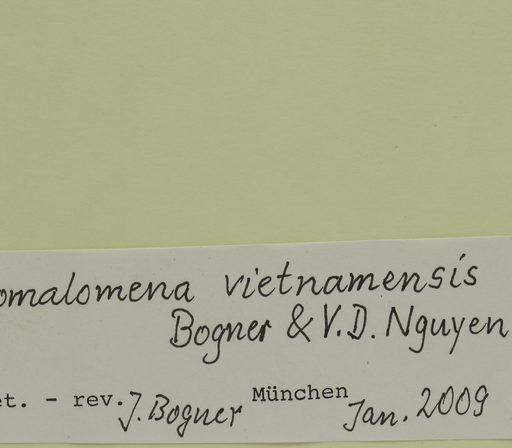 omalomena vietnamensis
Bogner & V.D. Nguyen
et. - rev. J. Bogner München Jan. 2009